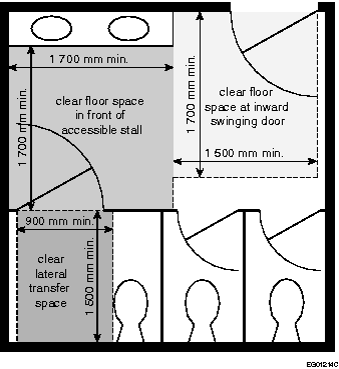 1 700 mm min.
1 700 mm min.
clear floor space
in front of
accessible stall
1 700 mm min.
clear floor
space at inward
swinging door
1 500 mm min.
900 mm min.
clear
lateral
transfer
space
1 500 mm min.
EG01214C